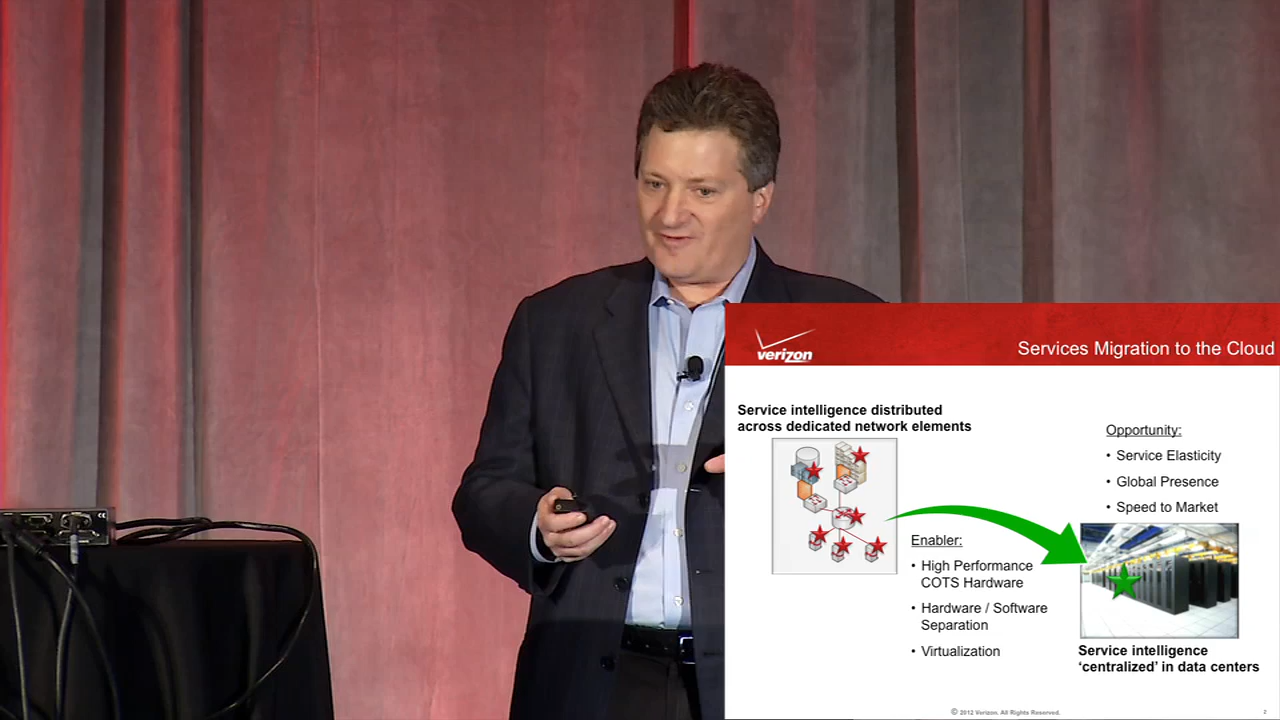 verizon
Services Migration to the Cloud
Service intelligence distributed
across dedicated network elements
Opportunity:
• Service Elasticity
• Global Presence
• Speed to Market
Enabler:
• High Performance
COTS Hardware
• Hardware / Software
Separation
• Virtualization
Service intelligence
‘centralized’ in data centers
© 2012 Verizon. All Rights Reserved.
2